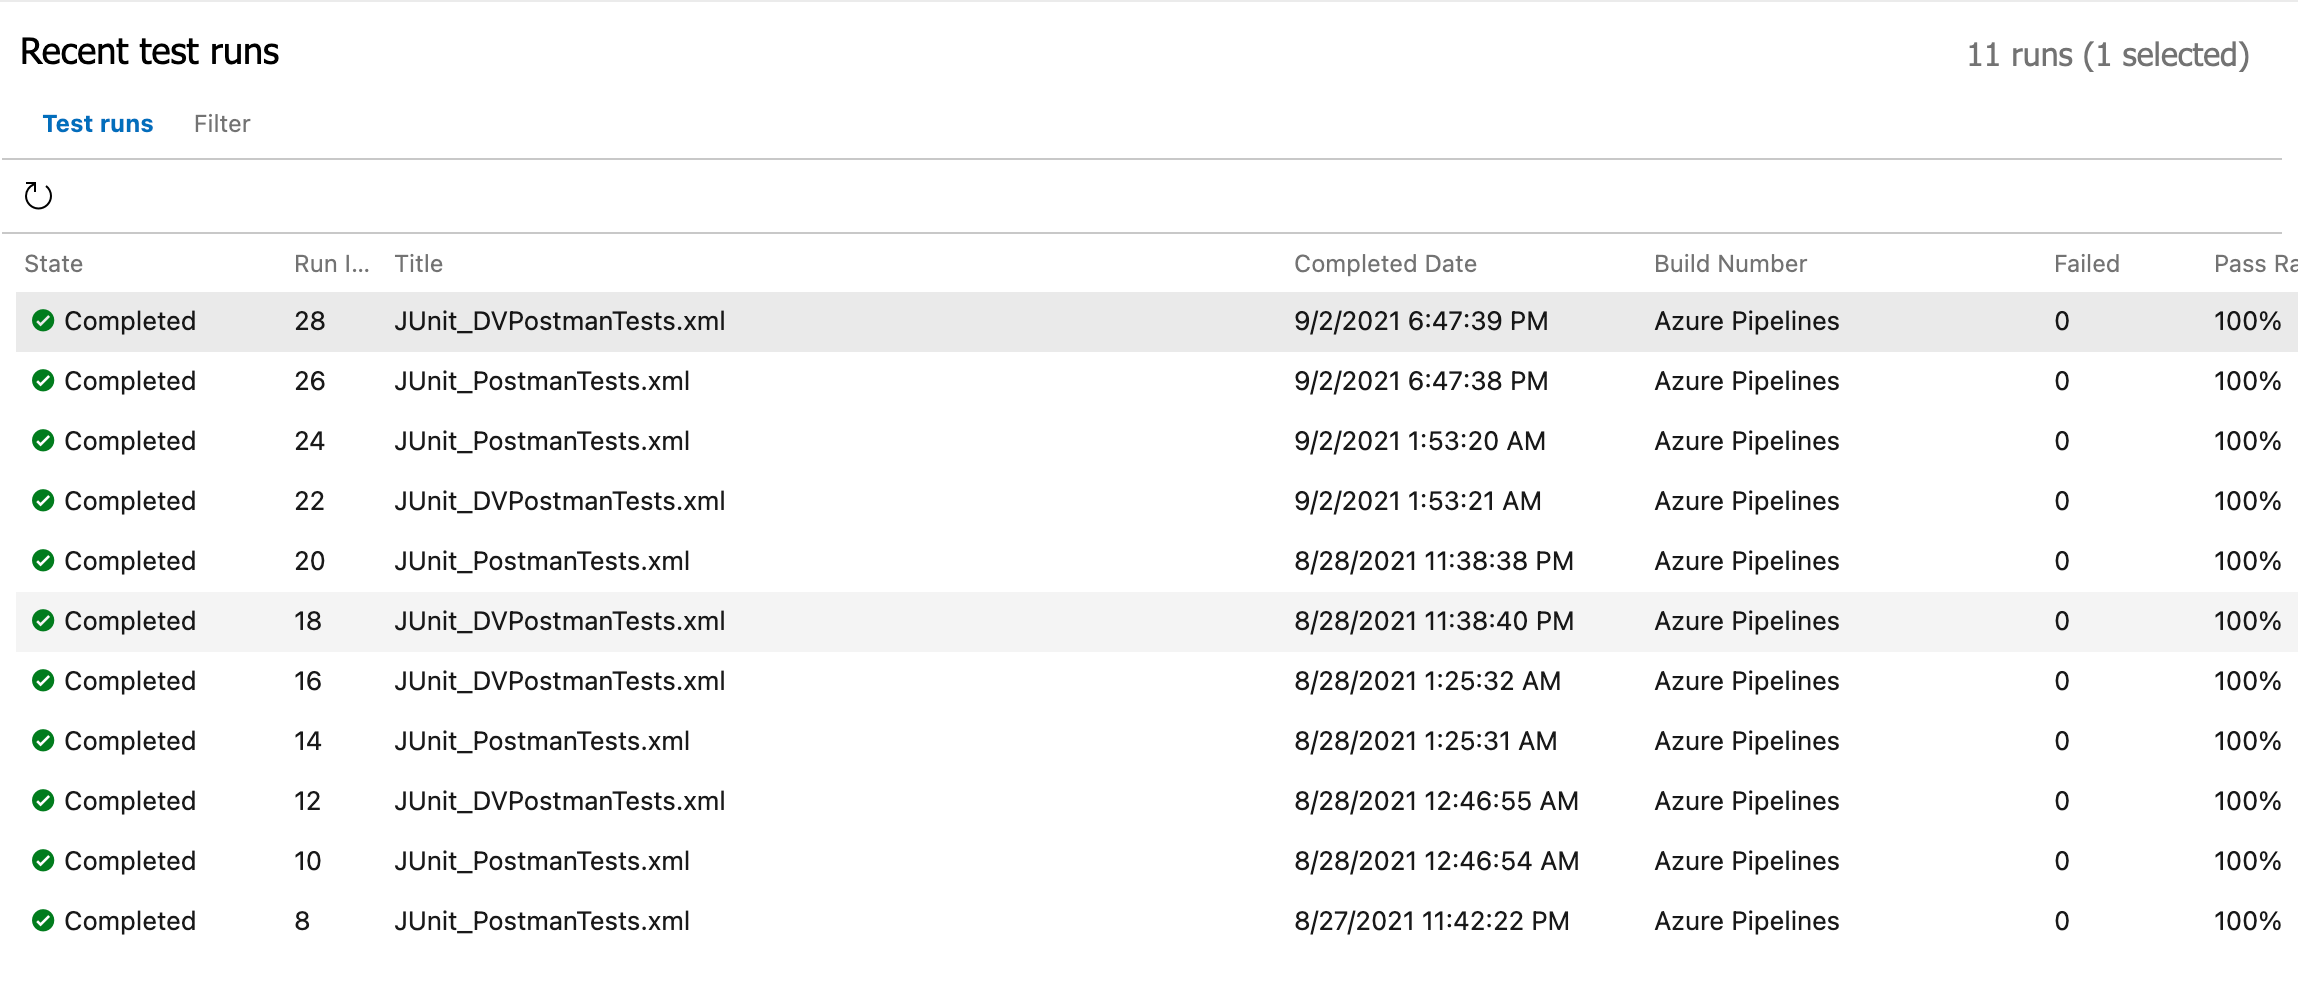 Recent test runs
11 runs (1 selected)
Test runs Filter
State Run I... Title Completed Date Build Number Failed Pass Ra
Completed 28 JUnit_DVPostmanTests.xml 9/2/2021 6:47:39 PM Azure Pipelines 0 100%
Completed 26 JUnit_PostmanTests.xml 9/2/2021 6:47:38 PM Azure Pipelines 0 100%
Completed 24 JUnit_PostmanTests.xml 9/2/2021 1:53:20 AM Azure Pipelines 0 100%
Completed 22 JUnit_DVPostmanTests.xml 9/2/2021 1:53:21 AM Azure Pipelines 0 100%
Completed 20 JUnit_PostmanTests.xml 8/28/2021 11:38:38 PM Azure Pipelines 0 100%
Completed 18 JUnit_DVPostmanTests.xml 8/28/2021 11:38:40 PM Azure Pipelines 0 100%
Completed 16 JUnit_DVPostmanTests.xml 8/28/2021 1:25:32 AM Azure Pipelines 0 100%
Completed 14 JUnit_PostmanTests.xml 8/28/2021 1:25:31 AM Azure Pipelines 0 100%
Completed 12 JUnit_DVPostmanTests.xml 8/28/2021 12:46:55 AM Azure Pipelines 0 100%
Completed 10 JUnit_PostmanTests.xml 8/28/2021 12:46:54 AM Azure Pipelines 0 100%
Completed 8 JUnit_PostmanTests.xml 8/27/2021 11:42:22 PM Azure Pipelines 0 100%